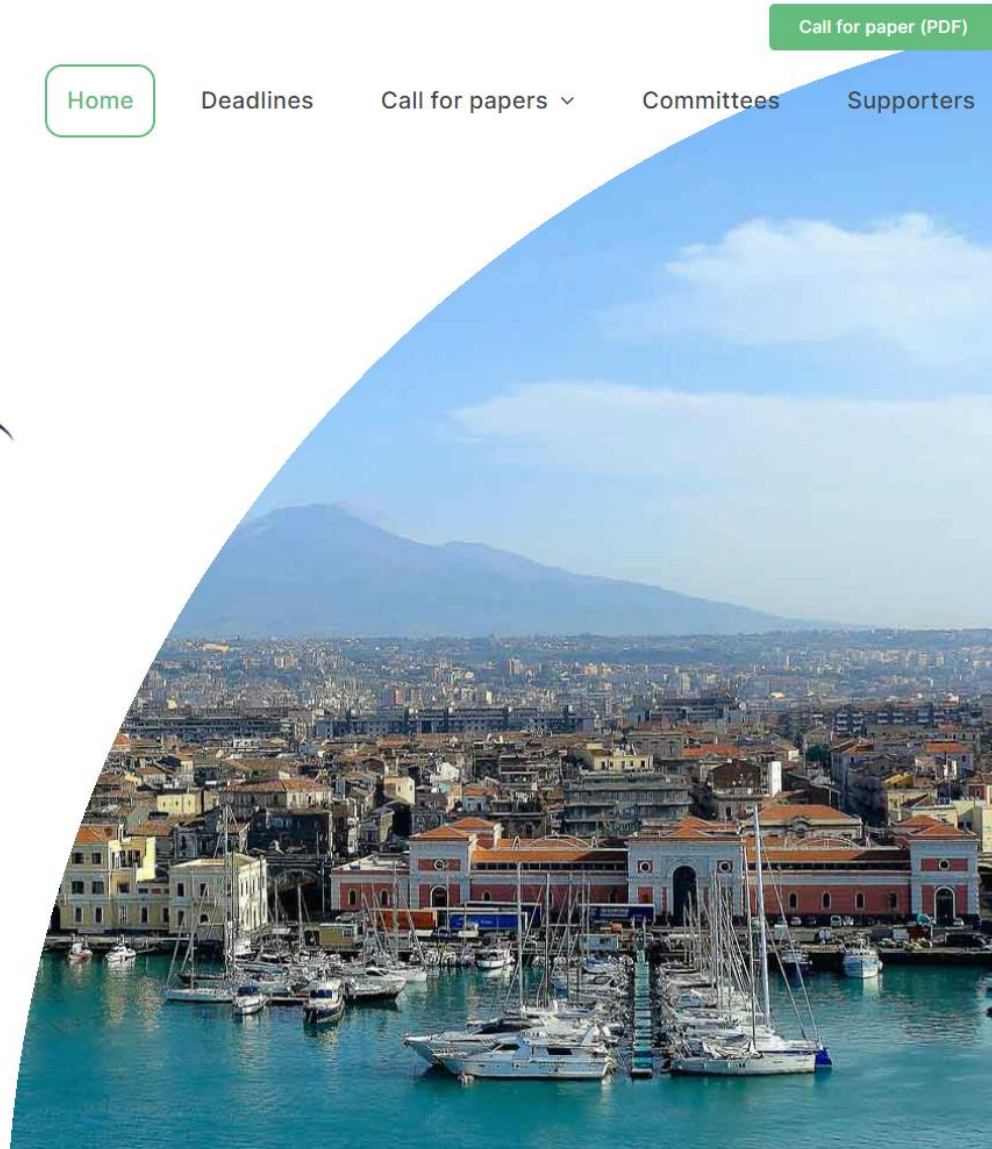 Call for paper (PDF)
Home Deadlines Call for papers Committees Supporters